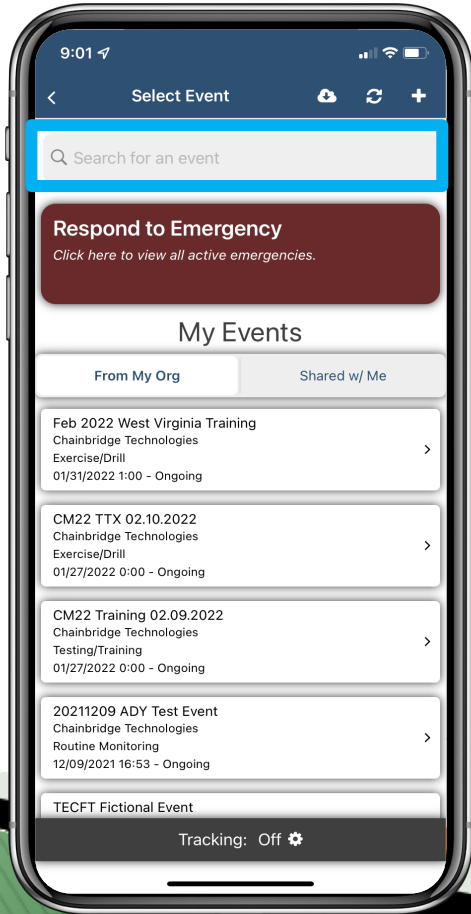 9:01
Select Event
Search for an event
Respond to Emergency
Click here to view all active emergencies.
My Events
From My Org
Shared w/ Me
Feb 2022 West Virginia Training
Chainbridge Technologies
Exercise/Drill
01/31/2022 1:00 - Ongoing
CM22 TTX 02.10.2022
Chainbridge Technologies
Exercise/Drill
01/27/2022 0:00 - Ongoing
CM22 Training 02.09.2022
Chainbridge Technologies
Testing/Training
01/27/2022 0:00 - Ongoing
20211209 ADY Test Event
Chainbridge Technologies
Routine Monitoring
12/09/2021 16:53 - Ongoing
TECFT Fictional Event
Tracking: Off